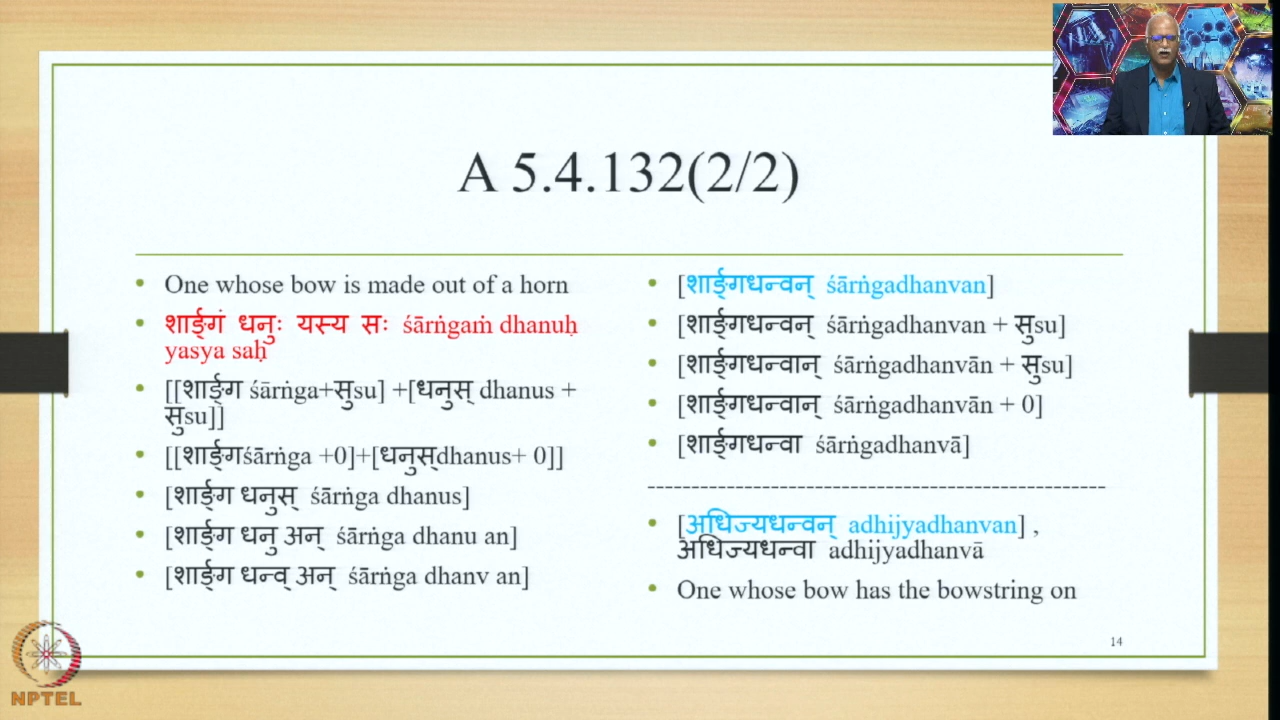 A 5.4.132(2/2)
• One whose bow is made out of a horn
• शार्ङ्गं धनुः यस्य सः śārṅgaṁ dhanuḥ
yasya saḥ
• [[शार्ङ्ग śārṅga+सुsu] +[धनुस् dhanus +
सुsu]]
• [[शार्ङ्गśārṅga +0]+[धनुस्dhanus+ 0]]
• [शार्ङ्ग धनुस् śārṅga dhanus]
• [शार्ङ्ग धनु अन् śārṅga dhanu an]
• [शार्ङ्ग धन्व् अन् śārṅga dhanv an]
• [शार्ङ्गधन्वन् śārṅgadhanvan]
• [शार्ङ्गधन्वन् śārṅgadhanvan + सुsu]
• [शार्ङ्गधन्वान् śārṅgadhanvān + सुsu]
• [शार्ङ्गधन्वान् śārṅgadhanvān + 0]
• [शार्ङ्गधन्वा śārṅgadhanvā]
----------------------------------------------------
• [अधिज्यधन्वन् adhijyadhanvan] ,
अधिज्यधन्वा adhijyadhanvā
• One whose bow has the bowstring on
14
NPTEL